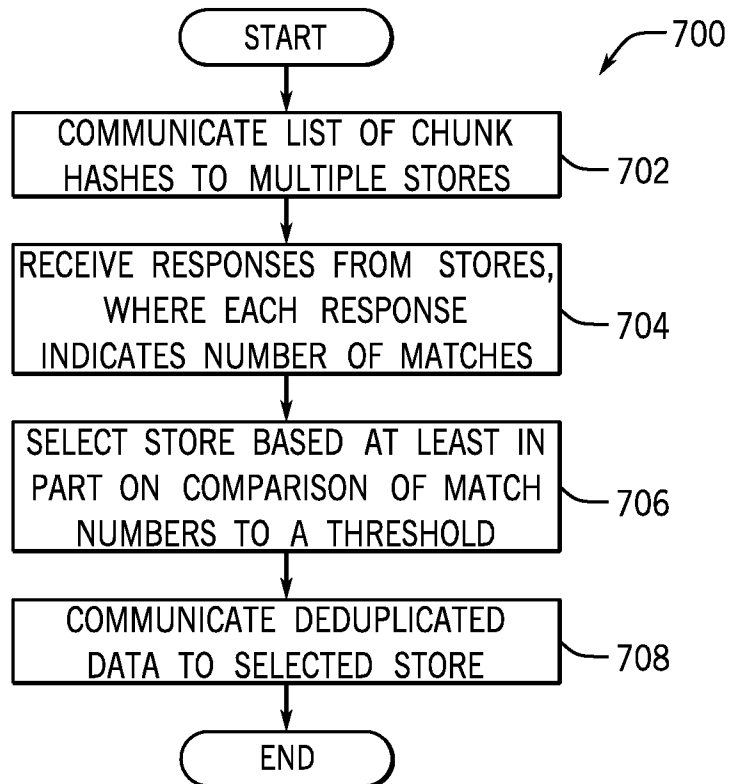 START
700
COMMUNICATE LIST OF CHUNK
HASHES TO MULTIPLE STORES
702
RECEIVE RESPONSES FROM STORES,
WHERE EACH RESPONSE
INDICATES NUMBER OF MATCHES
704
SELECT STORE BASED AT LEAST IN
PART ON COMPARISON OF MATCH
NUMBERS TO A THRESHOLD
706
COMMUNICATE DEDUPLICATED
DATA TO SELECTED STORE
708
END